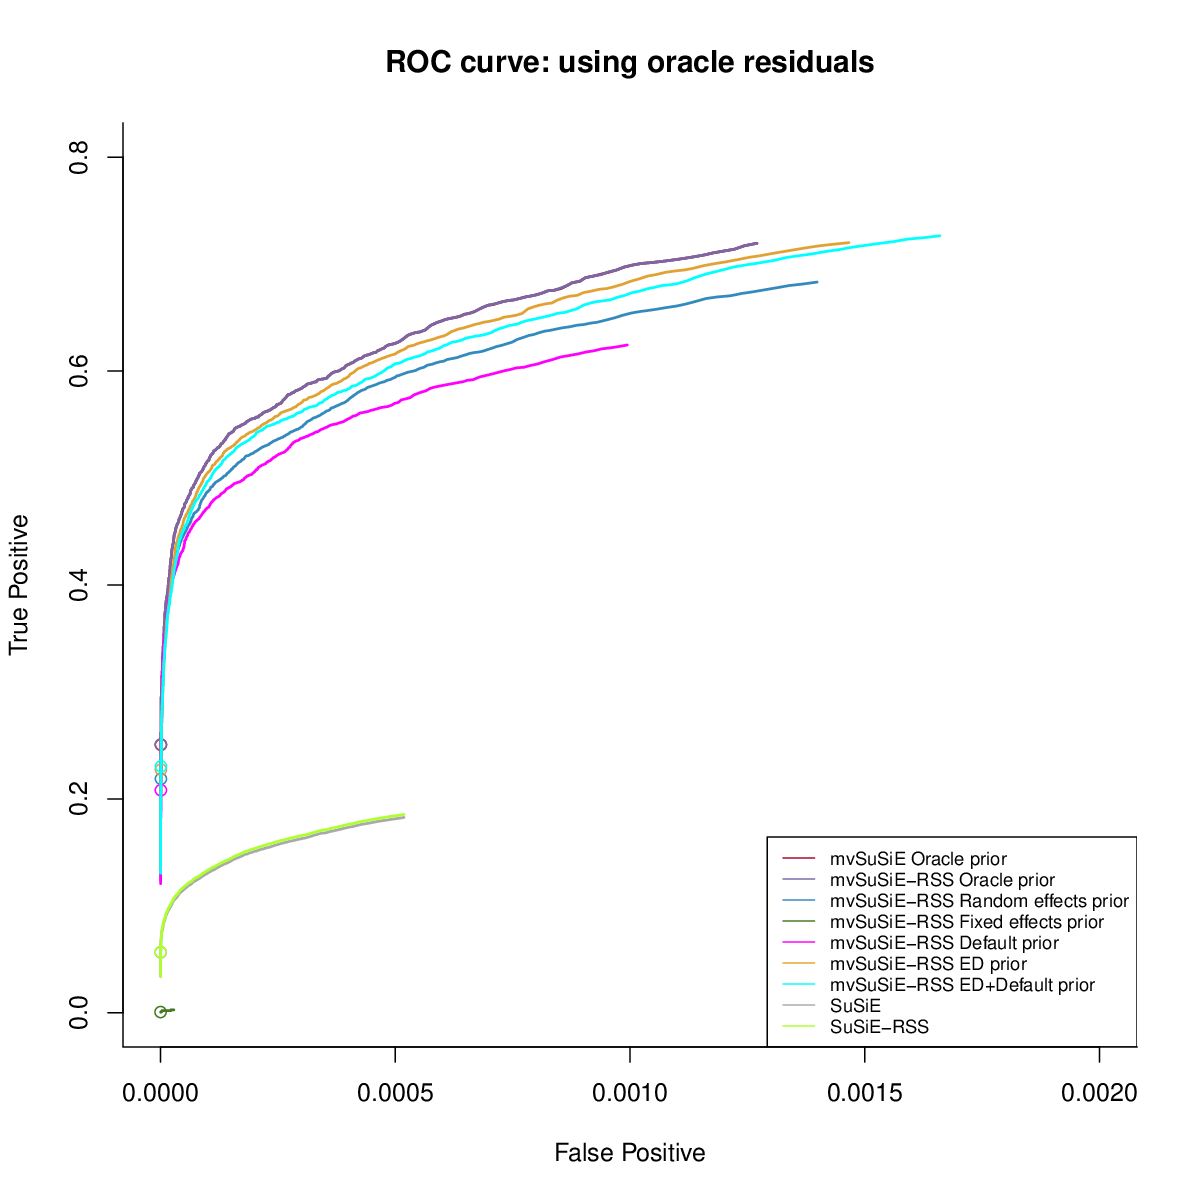 ROC curve: using oracle residuals
True Positive
0.8
0.6
0.4
0.2
0.0
mvSuSiE Oracle prior
mvSuSiE−RSS Oracle prior
mvSuSiE−RSS Random effects prior
mvSuSiE−RSS Fixed effects prior
mvSuSiE−RSS Default prior
mvSuSiE−RSS ED prior
mvSuSiE−RSS ED+Default prior
SuSiE
SuSiE−RSS
0.0000 0.0005 0.0010 0.0015 0.0020
False Positive